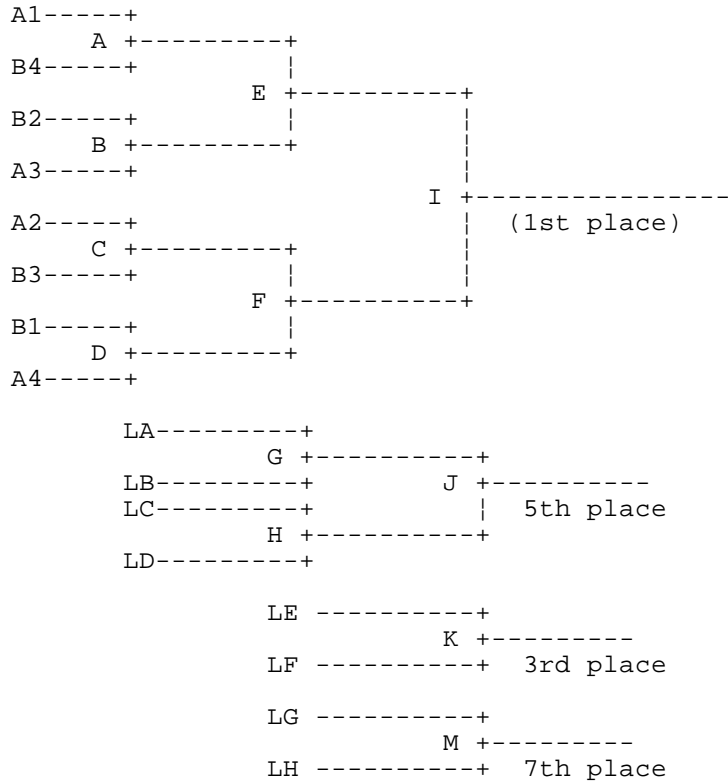 A1-----+
      A +---------+
B4-----+          ¦
                E +----------+
B2-----+          ¦          ¦
      B +---------+          ¦
A3-----+                     ¦
                           I +----------------
A2-----+                     ¦  (1st place)
      C +---------+          ¦
B3-----+          ¦          ¦
                F +----------+
B1-----+          ¦
      D +---------+
A4-----+
LA---------+
         G +----------+
LB---------+        J +----------
LC---------+          ¦  5th place
         H +----------+
LD---------+
LE ----------+
           K +---------
LF ----------+  3rd place
LG ----------+
           M +---------
LH ----------+  7th place